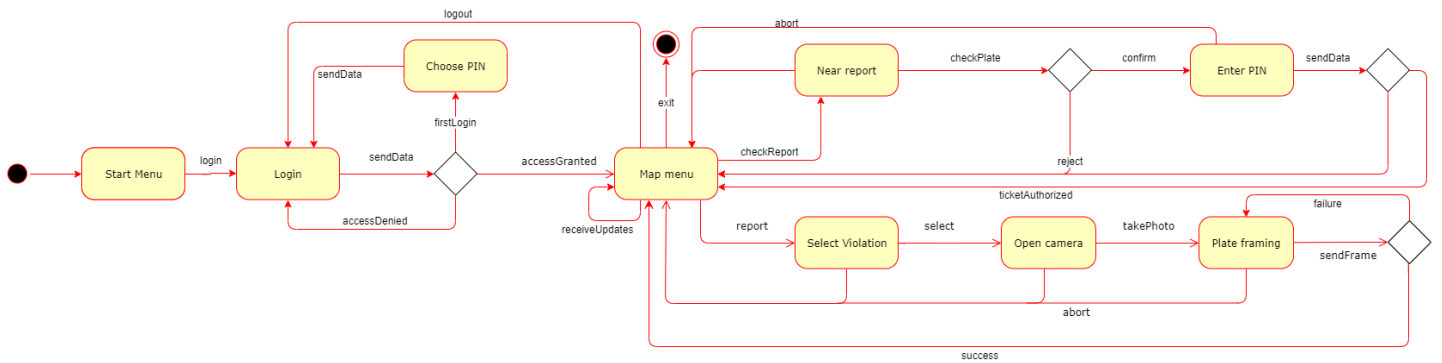 logout
abort
Choose PIN
sendData
Near report
checkPlate
confirm
Enter PIN
sendData
exit
firstLogin
login
Start Menu
Login
sendData
accessGranted
checkReport
Map menu
reject
ticketAuthorized
accessDenied
receiveUpdates
report
Select Violation
select
Open camera
takePhoto
Plate framing
failure
sendFrame
abort
success